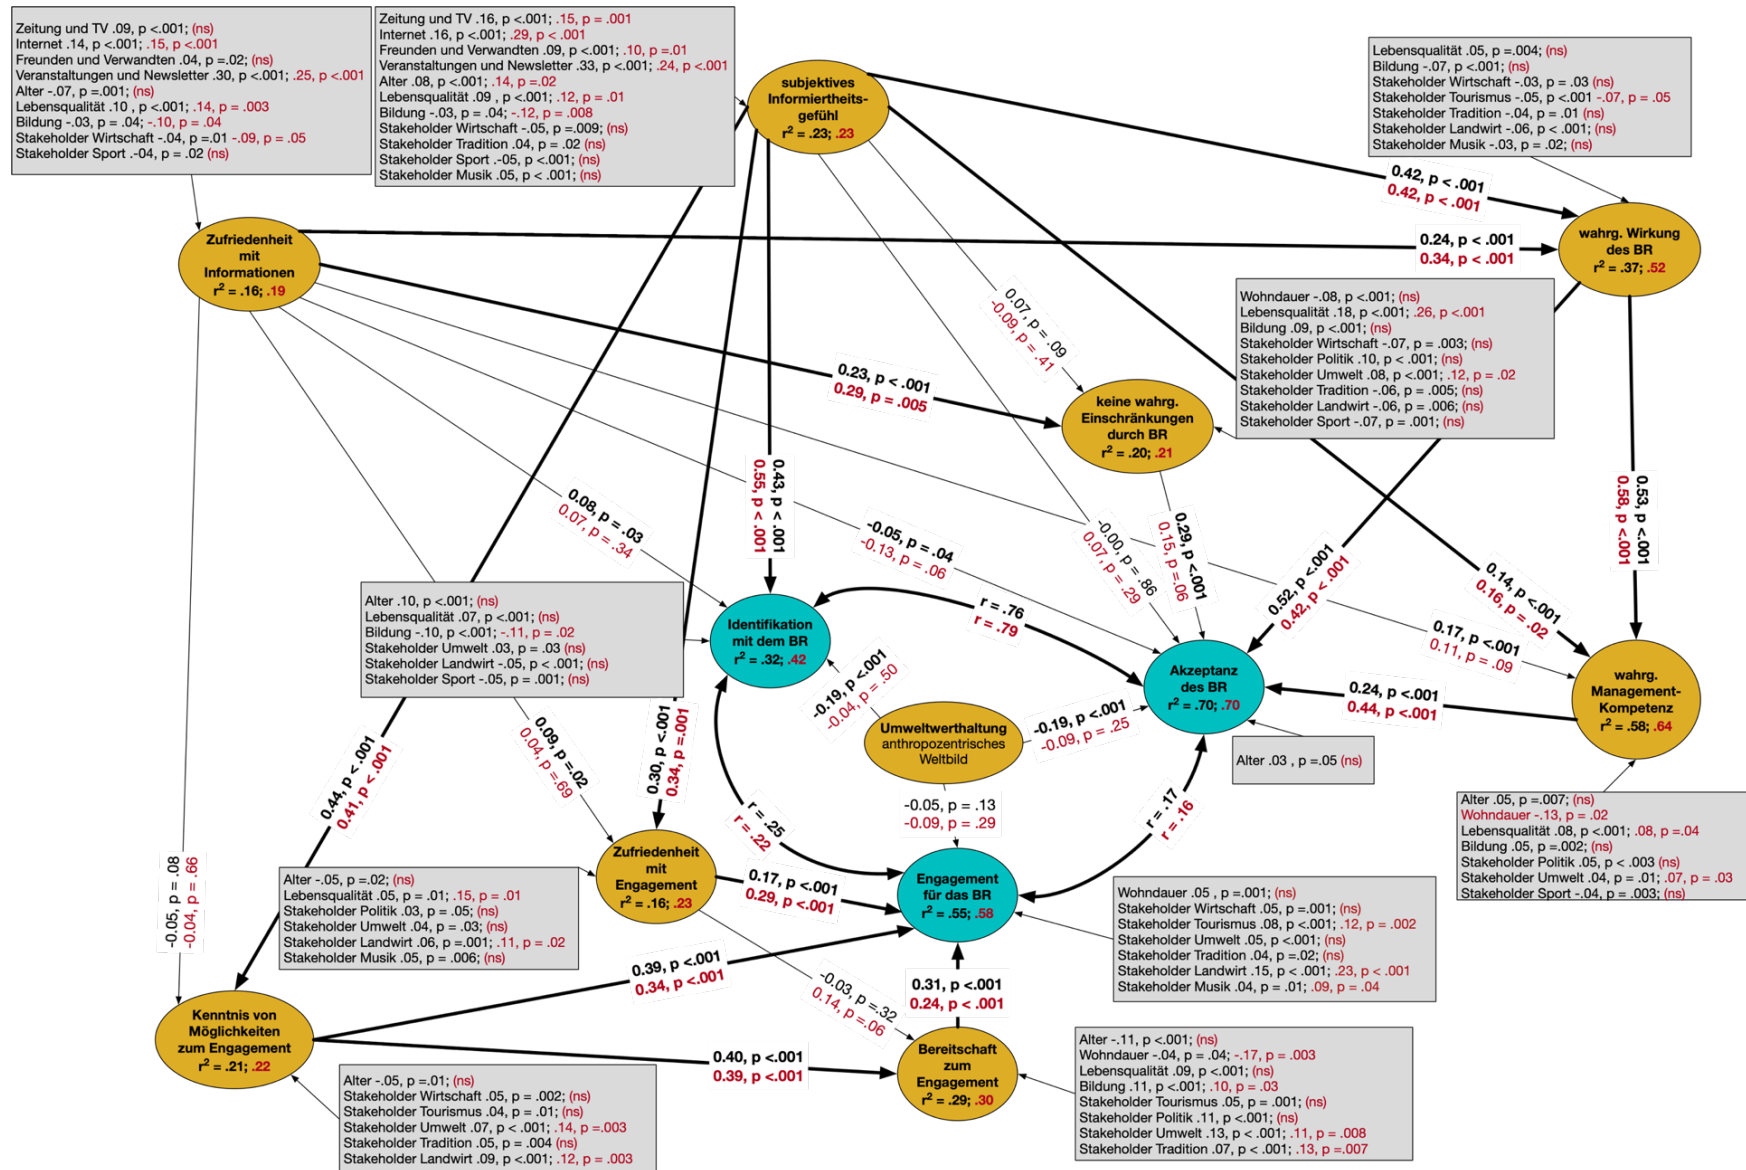 Zeitung und TV .09, p <.001; (ns)
Internet .14, p <.001; .15, p <.001
Freunden und Verwandten .04, p =.02; (ns)
Veranstaltungen und Newsletter .30, p <.001; .25, p <.001
Alter -.07, p =.001; (ns)
Lebensqualität .10 , p <.001; .14, p = .003
Bildung -.03, p = .04; -.10, p = .04
Stakeholder Wirtschaft -.04, p =.01 -.09, p = .05
Stakeholder Sport .-04, p = .02 (ns)
Zeitung und TV .16, p <.001; .15, p = .001
Internet .16, p <.001; .29, p < .001
Freunden und Verwandten .09, p <.001; .10, p =.01
Veranstaltungen und Newsletter .33, p <.001; .24, p <.001
Alter .08, p <.001; .14, p =.02
Lebensqualität .09 , p <.001; .12, p = .01
Bildung -.03, p = .04; -.12, p = .008
Stakeholder Wirtschaft -.05, p =.009; (ns)
Stakeholder Tradition .04, p = .02 (ns)
Stakeholder Sport .-05, p <.001; (ns)
Stakeholder Musik .05, p < .001; (ns)
subjektives
Informiertheits-
gefühl
r² = .23; .23
Lebensqualität .05, p =.004; (ns)
Bildung -.07, p <.001; (ns)
Stakeholder Wirtschaft -.03, p = .03 (ns)
Stakeholder Tourismus -.05, p <.001 -.07, p = .05
Stakeholder Tradition -.04, p = .01 (ns)
Stakeholder Landwirt -.06, p < .001; (ns)
Stakeholder Musik -.03, p = .02; (ns)
0.42, p < .001
0.42, p < .001
Zufriedenheit
mit
Informationen
r² = .16; .19
0.24, p < .001
0.34, p < .001
wahrg. Wirkung
des BR
r² = .37; .52
Wohndauer -.08, p <.001; (ns)
Lebensqualität .18, p <.001; .26, p <.001
Bildung .09, p <.001; (ns)
Stakeholder Wirtschaft -.07, p = .003; (ns)
Stakeholder Politik .10, p <.001; (ns)
Stakeholder Umwelt .08, p <.001; .12, p = .02
Stakeholder Tradition -.06, p =.005; (ns)
Stakeholder Landwirt -.06, p = .006; (ns)
Stakeholder Sport -.07, p = .001; (ns)
0.07, p = .09
-0.09, p = .41
0.23, p < .001
0.29, p = .005
keine wahrg.
Einschränkungen
durch BR
r² = .20; .21
0.43, p < .001
0.55, p < .001
0.08, p = .03
0.07, p = .34
-0.05, p = .04
-0.13, p = .06
-0.00, p = .86
0.07, p = .29
0.29, p <.001
0.15, p =.06
0.52, p <.001
0.42, p < .001
0.53, p <.001
0.58, p <.001
0.14, p <.001
0.16, p = .02
0.17, p <.001
0.11, p = .09
Alter .10, p <.001; (ns)
Lebensqualität .07, p <.001; (ns)
Bildung -.10, p <.001; -.11, p = .02
Stakeholder Umwelt .03, p = .03 (ns)
Stakeholder Landwirt -.05, p < .001; (ns)
Stakeholder Sport -.05, p = .001; (ns)
Identifikation
mit dem BR
r² = .32; .42
r = .76
r = .79
Akzeptanz
des BR
r² = .70; .70
wahrg.
Management-
Kompetenz
r² = .58; .64
0.24, p <.001
0.44, p <.001
-0.19, p <.001
-0.04, p = .50
Umweltwerthaltung
anthropozentrisches
Weltbild
-0.19, p <.001
-0.09, p = .25
Alter .03 , p =.05 (ns)
0.09, p =.02
0.04, p =.69
0.30, p <.001
0.34, p =.001
0.44, p < .001
0.41, p < .001
r = .25
r = .22
-0.05, p = .13
-0.09, p = .29
r = .17
r = .16
Alter .05, p =.007; (ns)
Wohndauer -.13, p = .02
Lebensqualität .08, p <.001; .08, p =.04
Bildung .05, p =.002; (ns)
Stakeholder Politik .05, p < .003 (ns)
Stakeholder Umwelt .04, p = .01; .07, p = .03
Stakeholder Sport -.04, p = .003; (ns)
-0.05, p = .08
-0.04, p = .66
Alter -.05, p =.02; (ns)
Lebensqualität .05, p = .01; .15, p = .01
Stakeholder Politik .03, p = .05; (ns)
Stakeholder Umwelt .04, p = .03; (ns)
Stakeholder Landwirt .06, p =.001; .11, p = .02
Stakeholder Musik .05, p = .006; (ns)
Zufriedenheit
mit
Engagement
r² = .16; .23
0.17, p <.001
0.29, p <.001
Engagement
für das BR
r² = .55; .58
Wohndauer .05 , p =.001; (ns)
Stakeholder Wirtschaft .05, p =.001; (ns)
Stakeholder Tourismus .08, p <.001; .12, p = .002
Stakeholder Umwelt .05, p <.001; (ns)
Stakeholder Tradition .04, p =.02; (ns)
Stakeholder Landwirt .15, p <.001; .23, p <.001
Stakeholder Musik .04, p = .01; .09, p = .04
0.39, p <.001
0.34, p <.001
-0.03, p =.32
0.14, p =.06
0.31, p <.001
0.24, p < .001
Kenntnis von
Möglichkeiten
zum Engagement
r² = .21; .22
0.40, p <.001
0.39, p <.001
Bereitschaft
zum
Engagement
r² = .29; .30
Alter -.11, p <.001; (ns)
Wohndauer -.04, p = .04; -.17, p = .003
Lebensqualität .09, p <.001; (ns)
Bildung .11, p <.001; .10, p = .03
Stakeholder Tourismus .05, p = .001; (ns)
Stakeholder Politik .11, p <.001; (ns)
Stakeholder Umwelt .13, p < .001; .11, p = .008
Stakeholder Tradition .07, p < .001; .13, p =.007
Alter -.05, p =.01; (ns)
Stakeholder Wirtschaft .05, p = .002; (ns)
Stakeholder Tourismus .04, p = .01: (ns)
Stakeholder Umwelt .07, p < .001; .14, p =.003
Stakeholder Tradition .05, p = .004 (ns)
Stakeholder Landwirt .09, p <.001; .12, p = .003